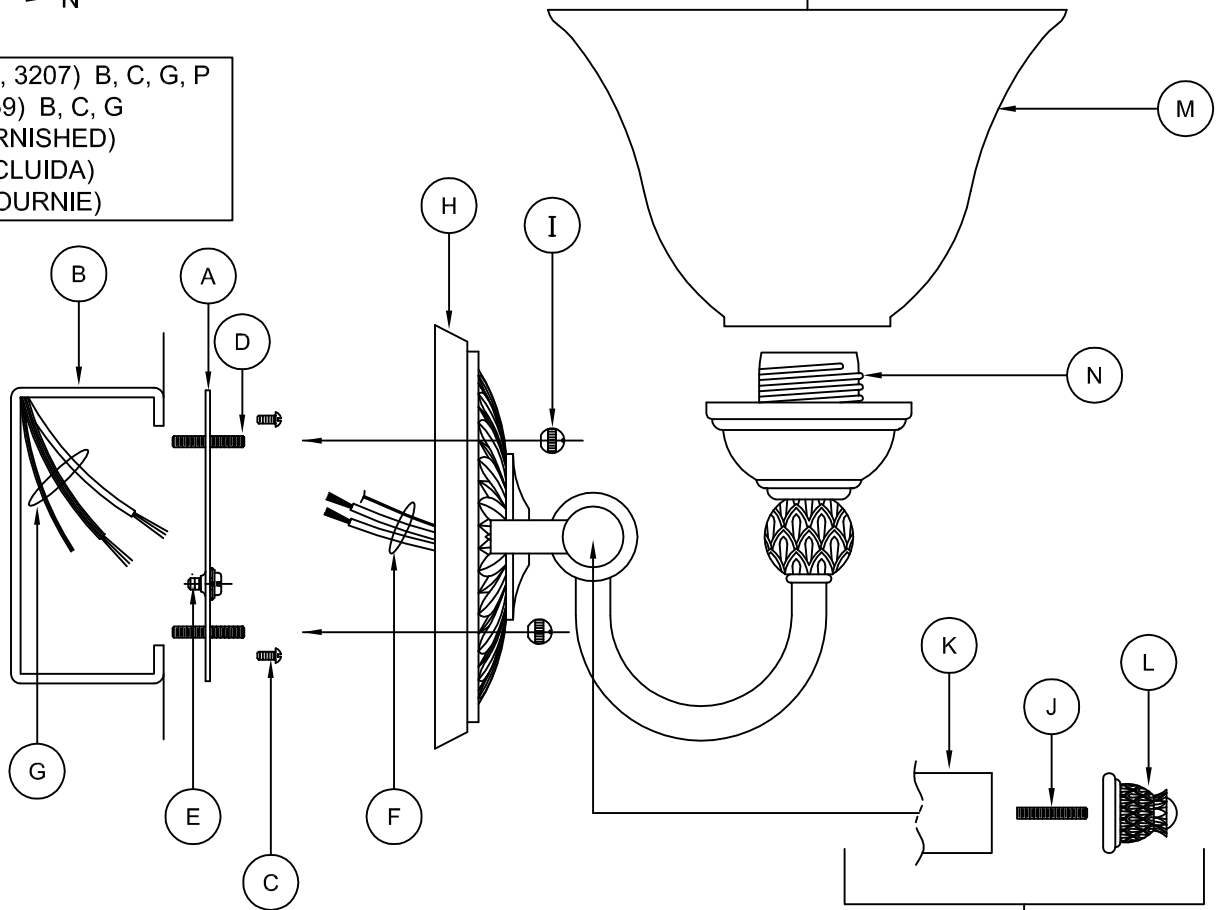 N
, 3207) B, C, G, P
9) B, C, G
RNISHED)
CLUIDA)
OURNIE)
M
H
I
B
A
D
N
K
L
J
G
E
F
C